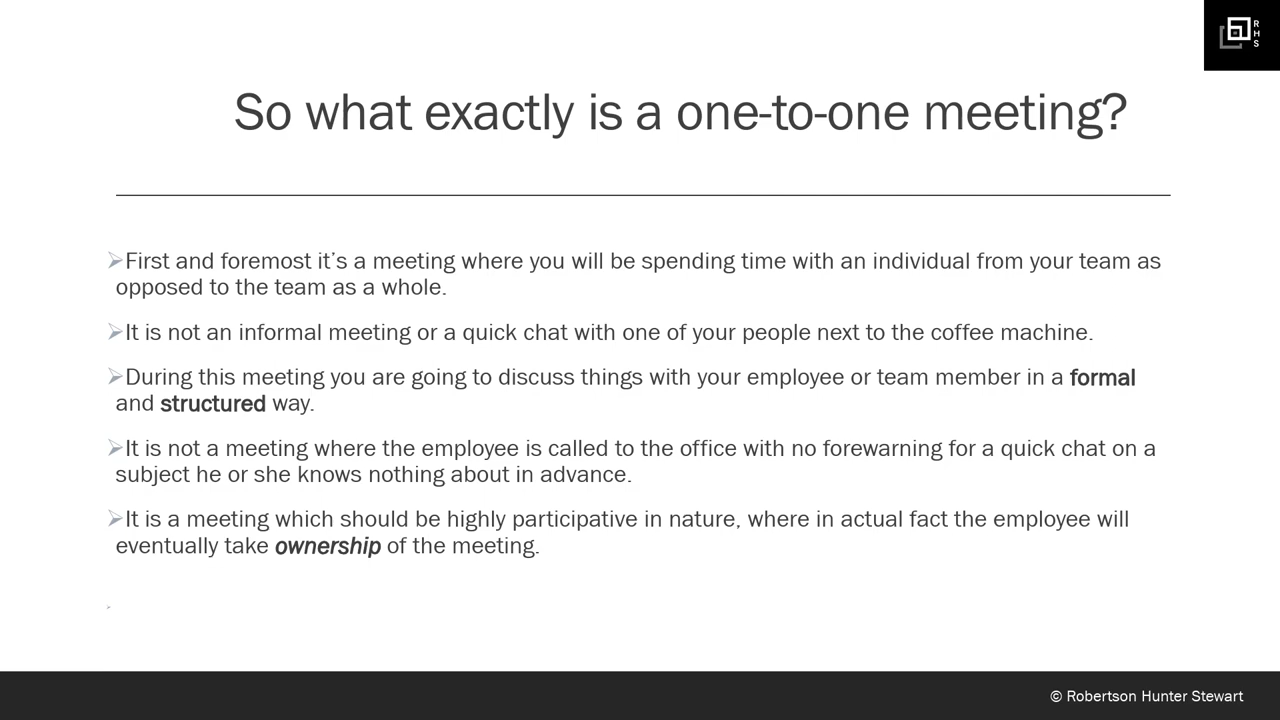 R
H
S
So what exactly is a one-to-one meeting?
First and foremost it's a meeting where you will be spending time with an individual from your team as
opposed to the team as a whole.
It is not an informal meeting or a quick chat with one of your people next to the coffee machine.
During this meeting you are going to discuss things with your employee or team member in a formal
and structured way.
It is not a meeting where the employee is called to the office with no forewarning for a quick chat on a
subject he or she knows nothing about in advance.
It is a meeting which should be highly participative in nature, where in actual fact the employee will
eventually take ownership of the meeting.
© Robertson Hunter Stewart